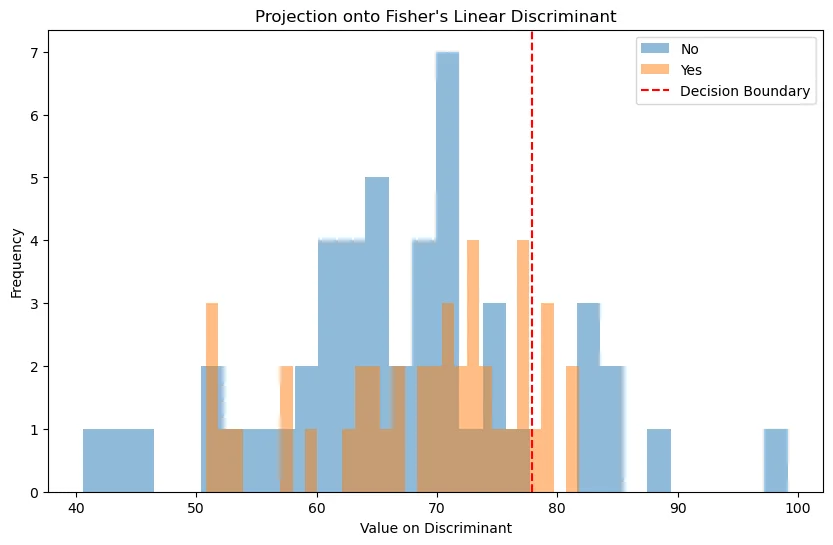 Projection onto Fisher's Linear Discriminant
No
Yes
Decision Boundary
Frequency
7
6
5
4
3
2
1
0
40 50 60 70 80 90 100
Value on Discriminant